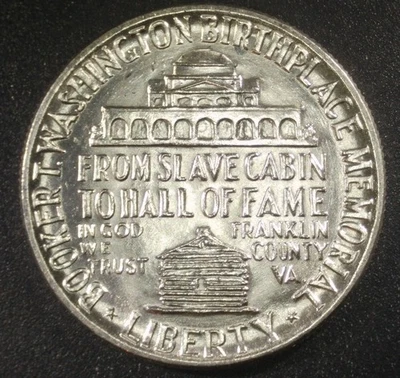 BOOKER T. WASHINGTON BIRTHPLACE MEMORIAL
FROM SLAVE CABIN
TO HALL OF FAME
IN GOD
WE
TRUST
FRANKLIN
COUNTY
VA.
LIBERTY